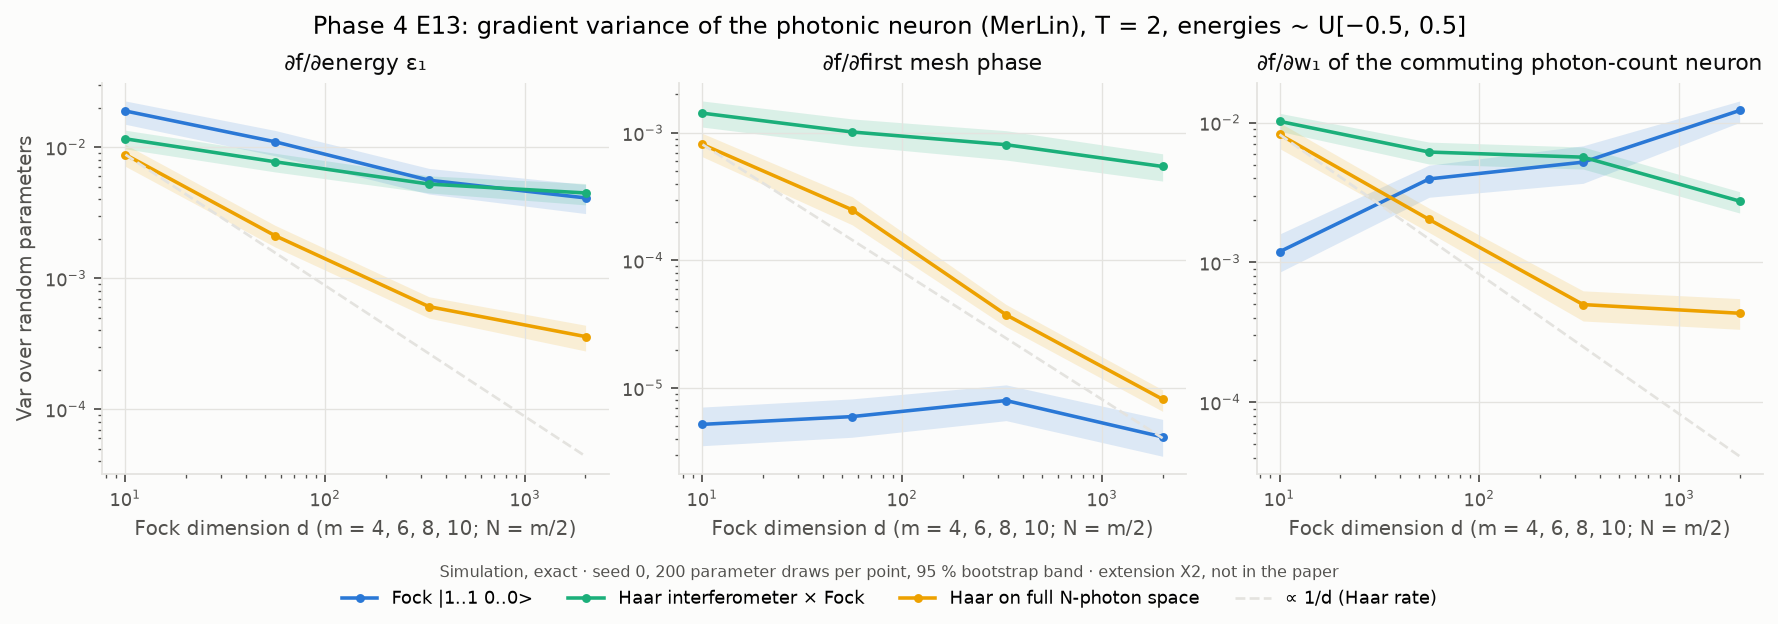 Phase 4 E13: gradient variance of the photonic neuron (MerLin), T = 2, energies ~ U[−0.5, 0.5]
∂f/∂energy ε₁
∂f/∂first mesh phase
∂f/∂w₁ of the commuting photon-count neuron
Var over random parameters
10⁻²
10⁻³
10⁻⁴
10¹ 10² 10³
Fock dimension d (m = 4, 6, 8, 10; N = m/2)
10⁻³
10⁻⁴
10⁻⁵
10¹ 10² 10³
Fock dimension d (m = 4, 6, 8, 10; N = m/2)
10⁻²
10⁻³
10⁻⁴
10¹ 10² 10³
Fock dimension d (m = 4, 6, 8, 10; N = m/2)
Simulation, exact · seed 0, 200 parameter draws per point, 95 % bootstrap band · extension X2, not in the paper
Fock |1..1 0..0> Haar interferometer × Fock Haar on full N-photon space ∝ 1/d (Haar rate)